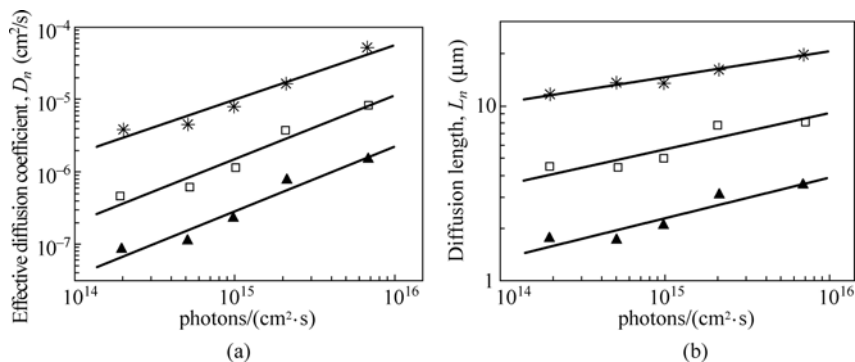 Effective diffusion coefficient, Dₙ (cm²/s)
10⁻⁴
10⁻⁵
10⁻⁶
10⁻⁷
10¹⁴
10¹⁵
10¹⁶
photons/(cm²·s)
(a)
Diffusion length, Lₙ (μm)
10
1
10¹⁴
10¹⁵
10¹⁶
photons/(cm²·s)
(b)